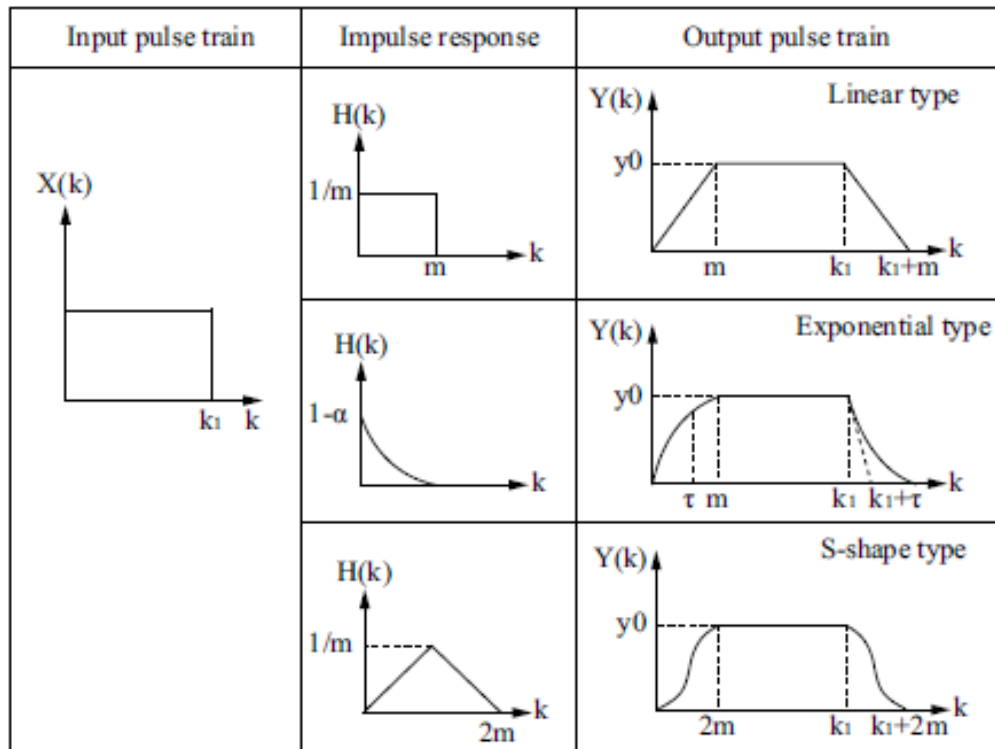 Input pulse train
Impulse response
Output pulse train
X(k)
k1 k
H(k)
1/m
m
k
Y(k)
Linear type
y0
m
k1
k1+m
k
H(k)
1-α
k
Y(k)
Exponential type
y0
τ
m
k1
k1+τ
k
H(k)
1/m
2m
k
Y(k)
S-shape type
y0
2m
k1
k1+2m
k